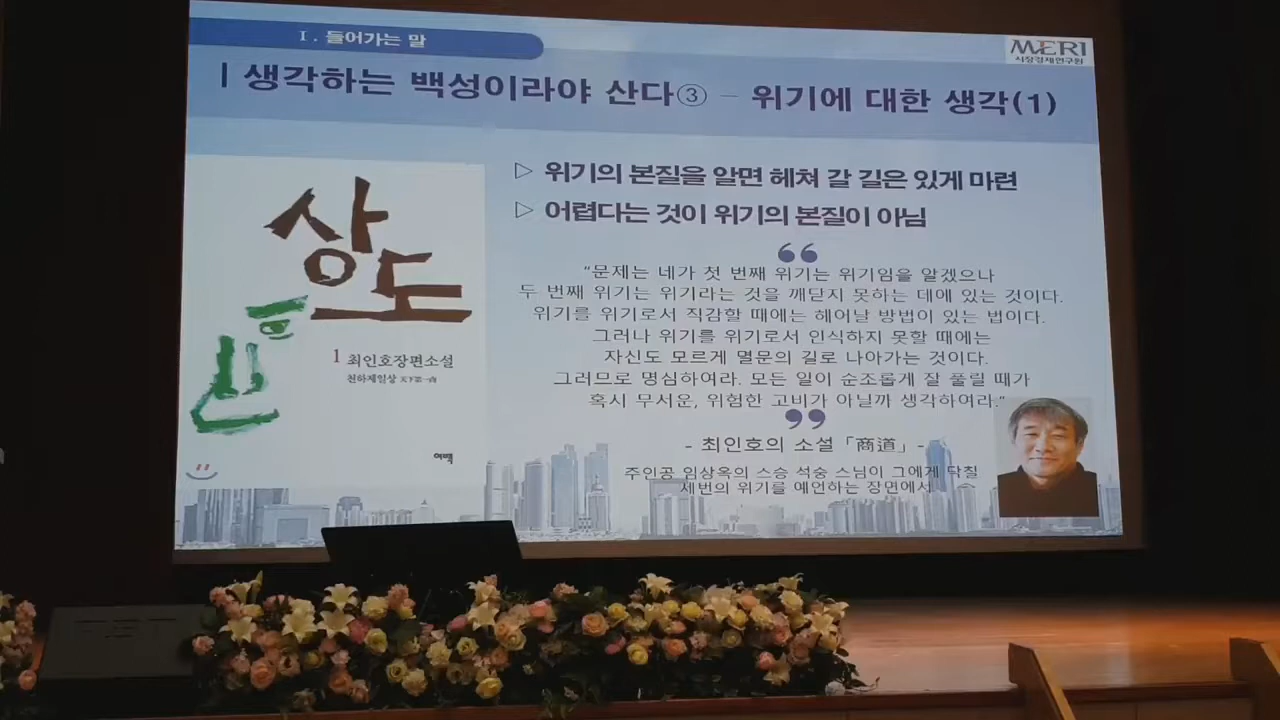 Ⅰ. 들어가는 말
MERI
시장경제연구원
| 생각하는 백성이라야 산다③ – 위기에 대한 생각(1)
상도
1 최인호장편소설
천하제일상 天下第一商
여백
▷ 위기의 본질을 알면 헤쳐 갈 길은 있게 마련
▷ 어렵다는 것이 위기의 본질이 아님
“
“문제는 네가 첫 번째 위기는 위기임을 알겠으나
두 번째 위기는 위기라는 것을 깨닫지 못하는 데에 있는 것이다.
위기를 위기로서 직감할 때에는 헤어날 방법이 있는 법이다.
그러나 위기를 위기로서 인식하지 못할 때에는
자신도 모르게 멸문의 길로 나아가는 것이다.
그러므로 명심하여라. 모든 일이 순조롭게 잘 풀릴 때가
혹시 무서운, 위험한 고비가 아닐까 생각하여라.”
”
- 최인호의 소설「商道」-
주인공 임상옥의 스승 석숭 스님이 그에게 닥칠
세번의 위기를 예언하는 장면에서